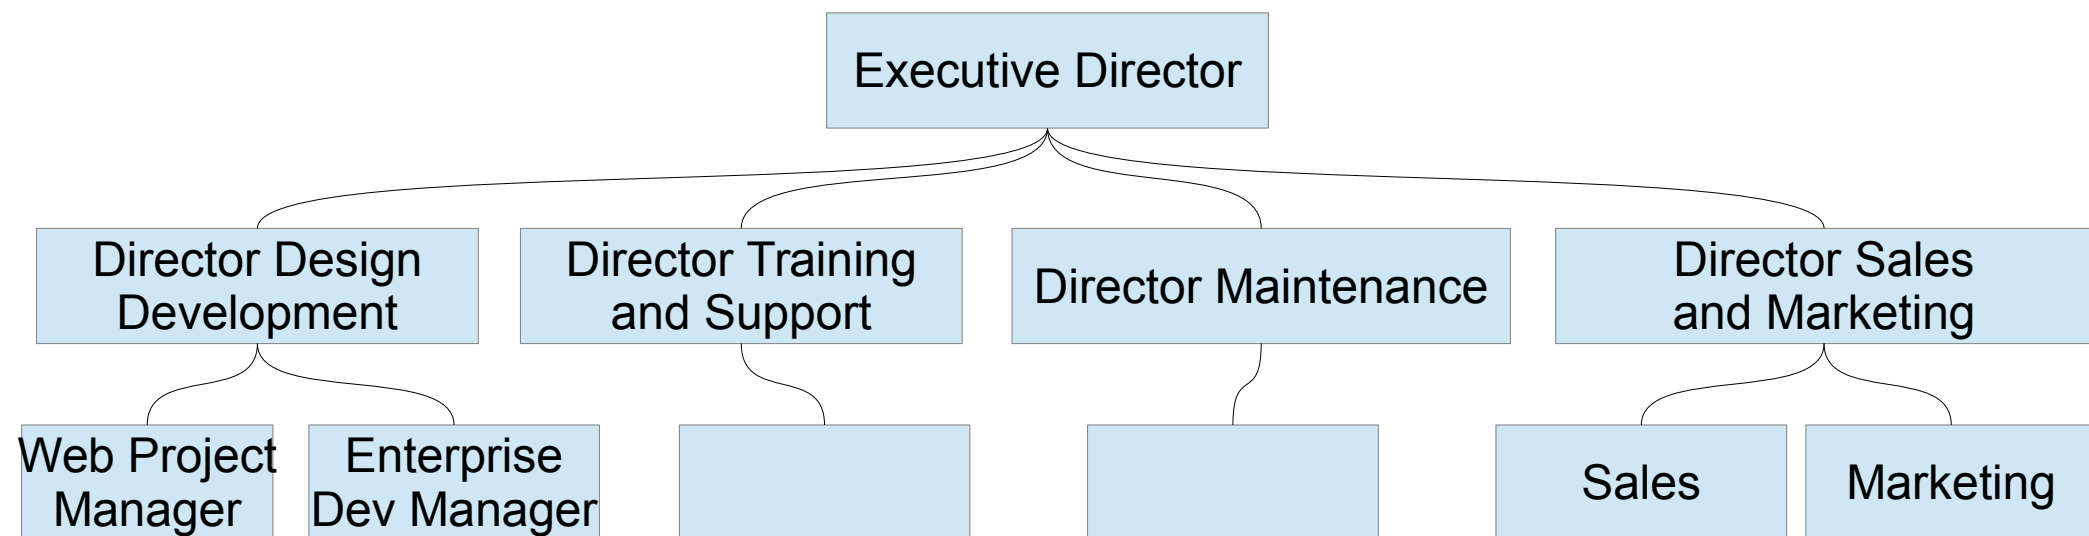 Executive Director
Director Design
Development
Director Training
and Support
Director Maintenance
Director Sales
and Marketing
Web Project
Manager
Enterprise
Dev Manager
Sales
Marketing